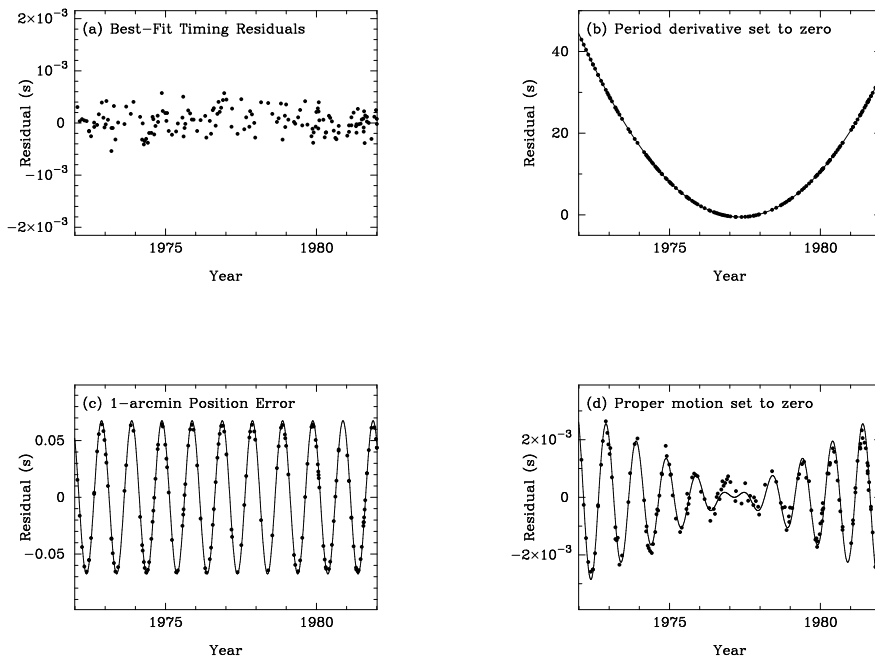 (a) Best−Fit Timing Residuals
2×10⁻³
10⁻³
0
−10⁻³
−2×10⁻³
Residual (s)
1975
1980
Year
(b) Period derivative set to zero
40
20
0
Residual (s)
1975
1980
Year
(c) 1−arcmin Position Error
0.05
0
−0.05
Residual (s)
1975
1980
Year
(d) Proper motion set to zero
2×10⁻³
0
−2×10⁻³
Residual (s)
1975
1980
Year